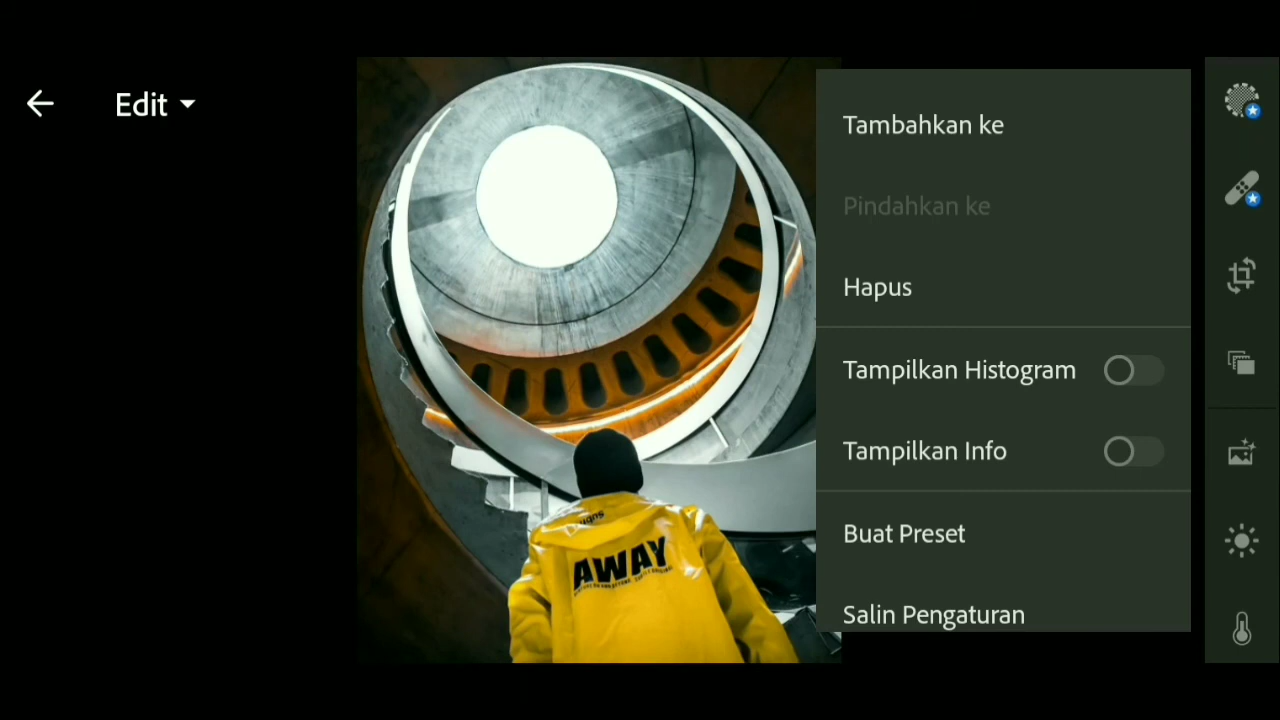 Edit
Tambahkan ke
Pindahkan ke
Hapus
Tampilkan Histogram
Tampilkan Info
Buat Preset
Salin Pengaturan
AWAY